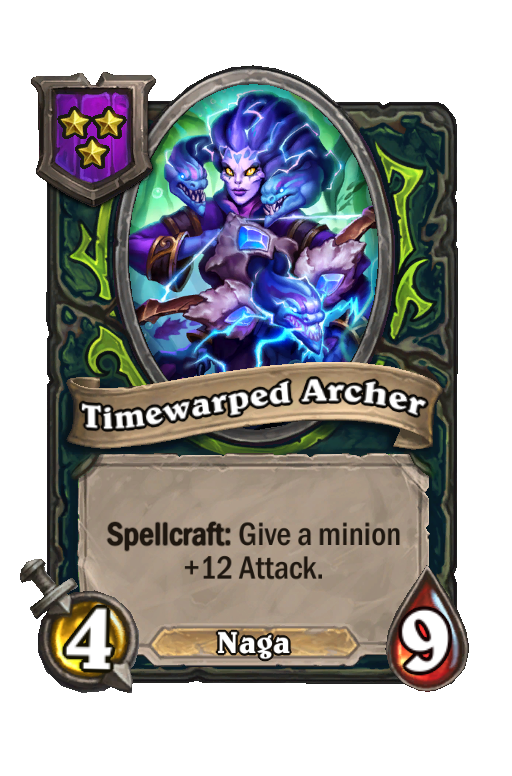 Timewarped Archer
Spellcraft: Give a minion
+12 Attack.
4
Naga
9